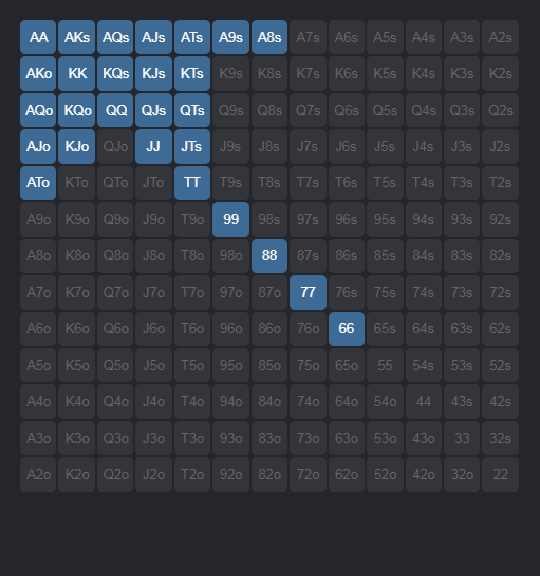 AA AKs AQs AJs ATs A9s A8s A7s A6s A5s A4s A3s A2s
AKo KK KQs KJs KTs K9s K8s K7s K6s K5s K4s K3s K2s
AQo KQo QQ QJs QTs Q9s Q8s Q7s Q6s Q5s Q4s Q3s Q2s
AJo KJo QJo JJ JTs J9s J8s J7s J6s J5s J4s J3s J2s
ATo KTo QTo JTo TT T9s T8s T7s T6s T5s T4s T3s T2s
A9o K9o Q9o J9o T9o 99 98s 97s 96s 95s 94s 93s 92s
A8o K8o Q8o J8o T8o 98o 88 87s 86s 85s 84s 83s 82s
A7o K7o Q7o J7o T7o 97o 87o 77 76s 75s 74s 73s 72s
A6o K6o Q6o J6o T6o 96o 86o 76o 66 65s 64s 63s 62s
A5o K5o Q5o J5o T5o 95o 85o 75o 65o 55 54s 53s 52s
A4o K4o Q4o J4o T4o 94o 84o 74o 64o 54o 44 43s 42s
A3o K3o Q3o J3o T3o 93o 83o 73o 63o 53o 43o 33 32s
A2o K2o Q2o J2o T2o 92o 82o 72o 62o 52o 42o 32o 22